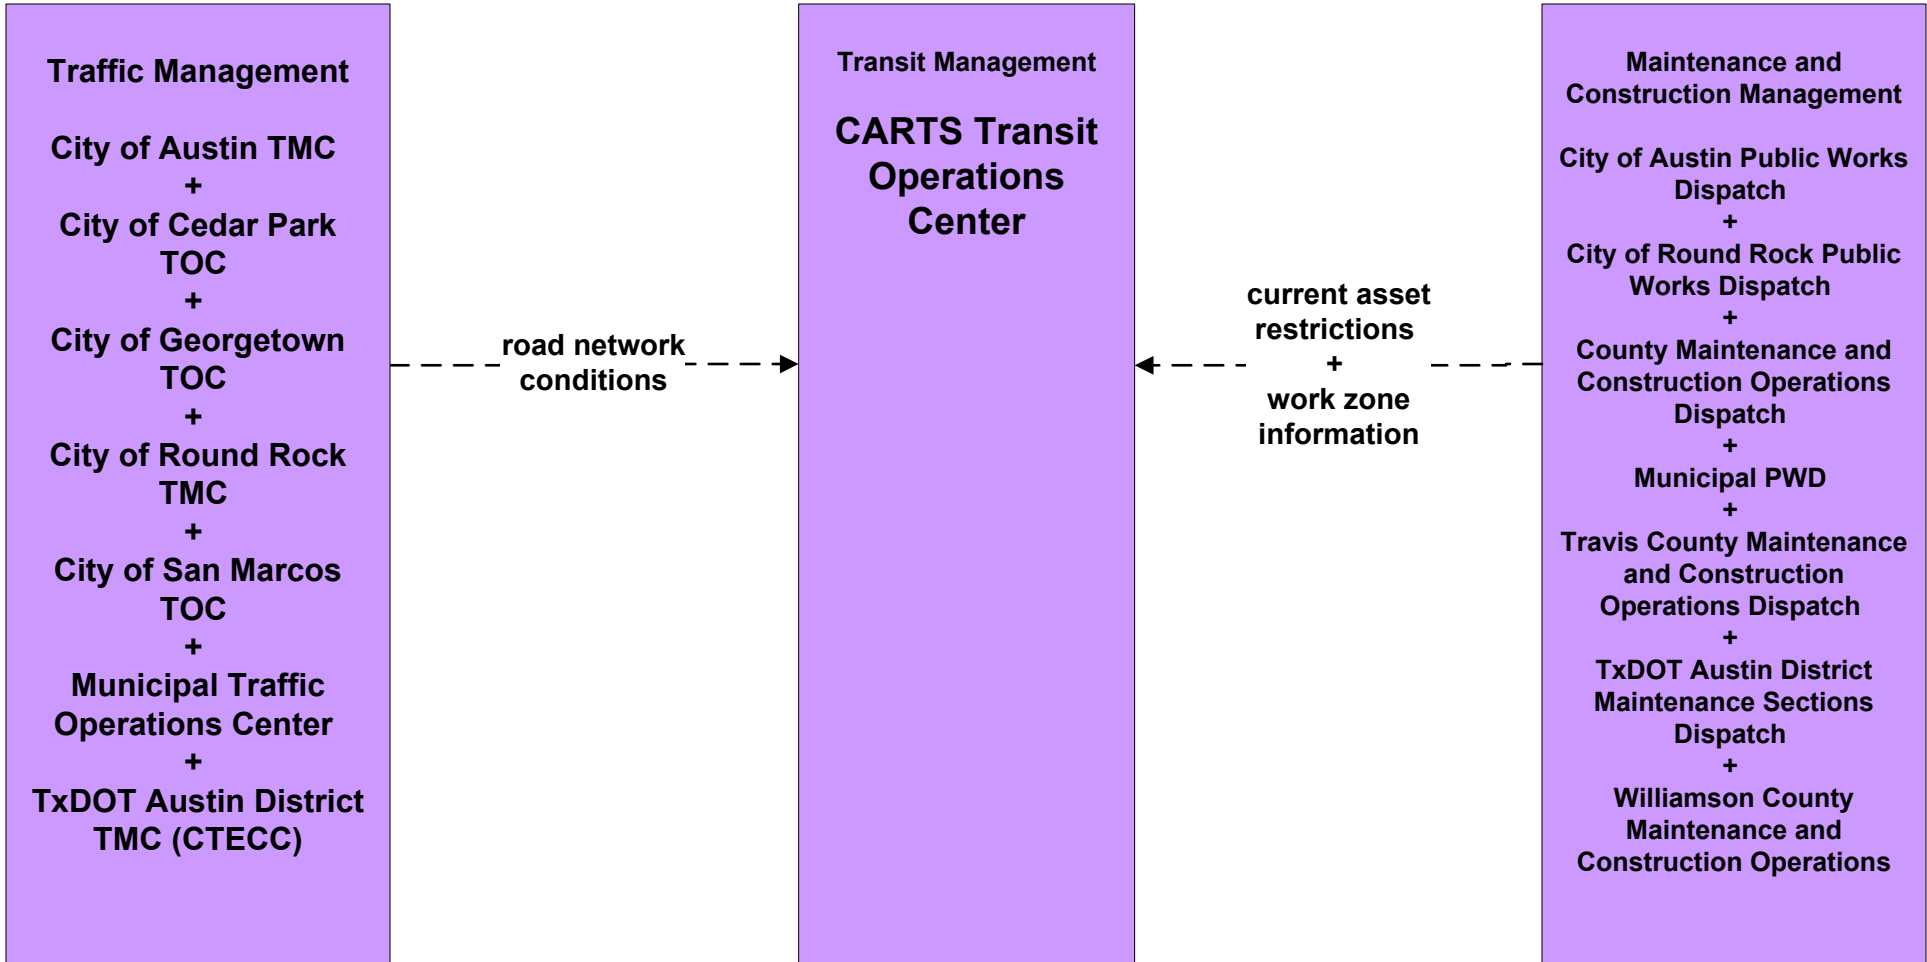 Traffic Management
City of Austin TMC
+
City of Cedar Park
TOC
+
City of Georgetown
TOC
+
City of Round Rock
TMC
+
City of San Marcos
TOC
+
Municipal Traffic
Operations Center
+
TxDOT Austin District
TMC (CTECC)
road network
conditions
Transit Management
CARTS Transit
Operations
Center
current asset
restrictions
+
work zone
information
Maintenance and
Construction Management
City of Austin Public Works
Dispatch
+
City of Round Rock Public
Works Dispatch
+
County Maintenance and
Construction Operations
Dispatch
+
Municipal PWD
+
Travis County Maintenance
and Construction
Operations Dispatch
+
TxDOT Austin District
Maintenance Sections
Dispatch
+
Williamson County
Maintenance and
Construction Operations